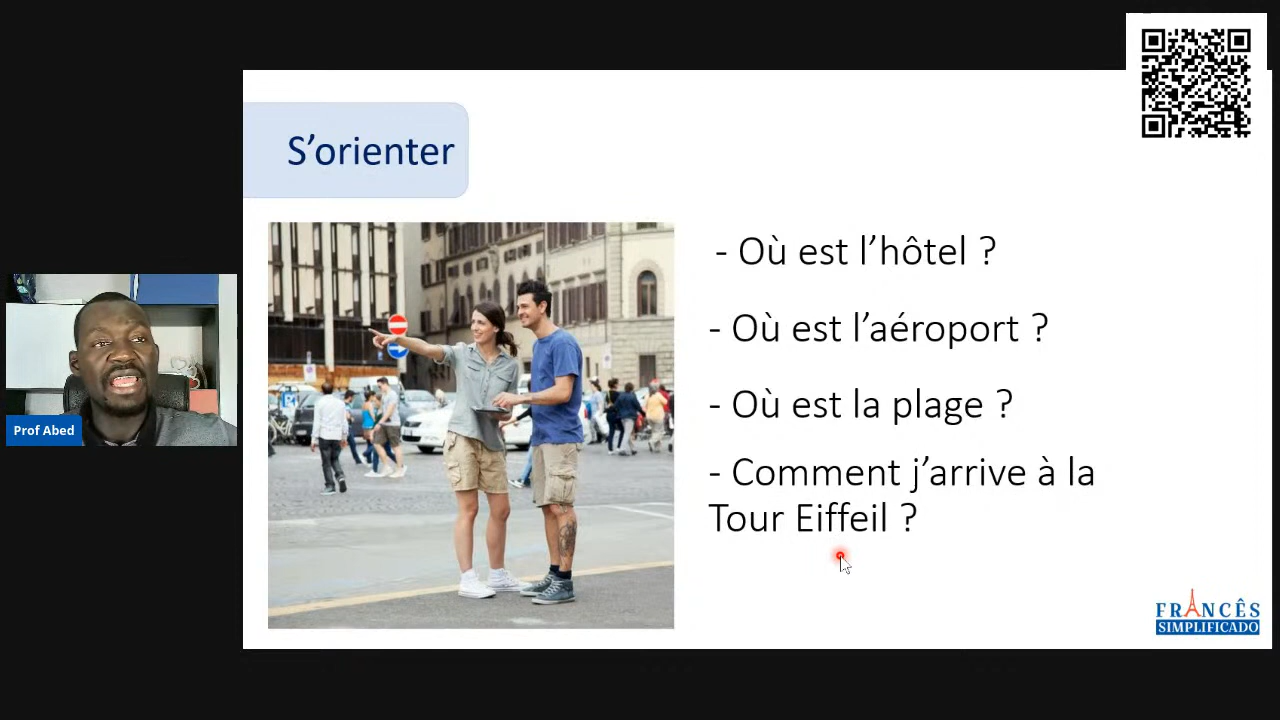 S’orienter
- Où est l’hôtel ?
- Où est l’aéroport ?
- Où est la plage ?
- Comment j’arrive à la
Tour Eiffeil ?
Prof Abed
FRANCÊS
SIMPLIFICADO